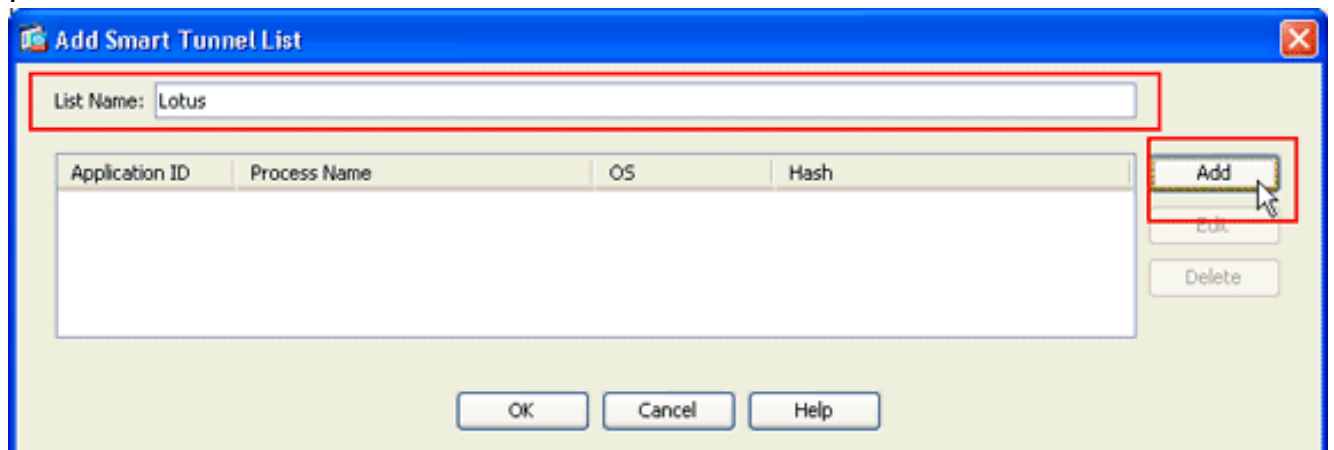 Add Smart Tunnel List
List Name: Lotus
Application ID Process Name OS Hash
Add
Edit
Delete
OK Cancel Help